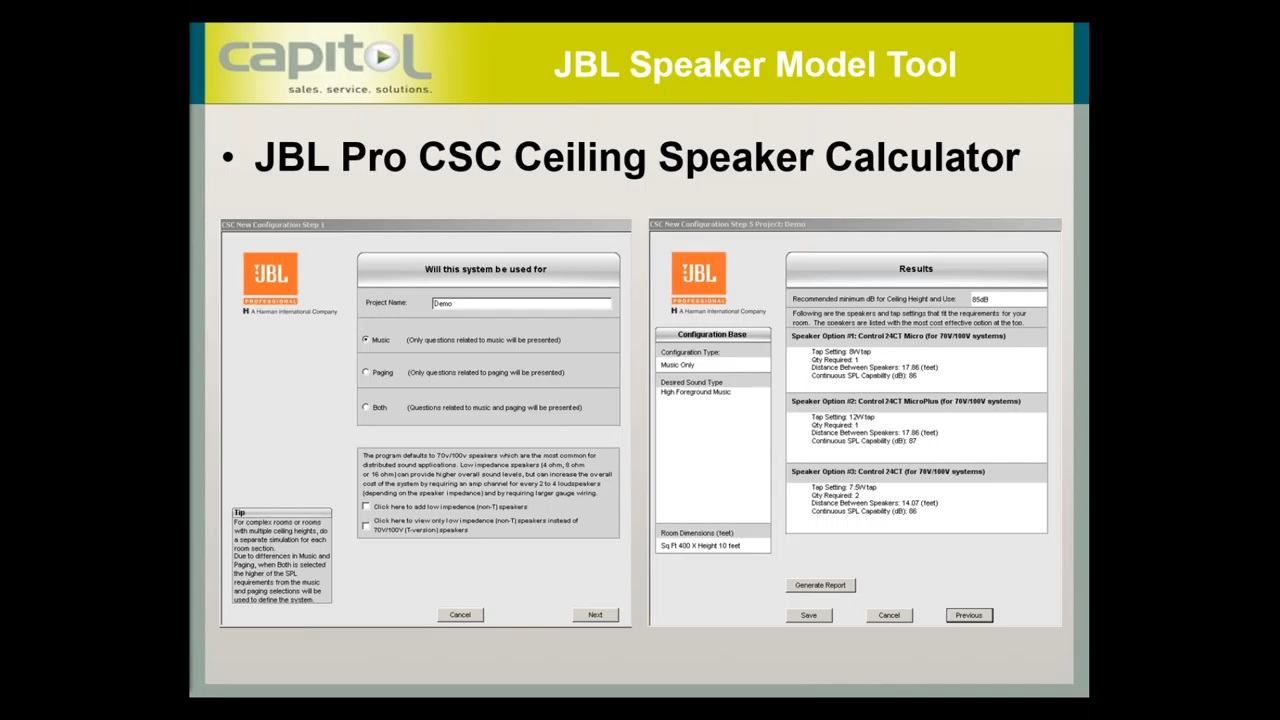 capitol
sales. service. solutions.
JBL Speaker Model Tool
• JBL Pro CSC Ceiling Speaker Calculator
CSC New Configuration Step 1
JBL
PROFESSIONAL
H A Harman International Company
Will this system be used for
Project Name: Demo
Music (Only questions related to music will be presented)
Paging (Only questions related to paging will be presented)
Both (Questions related to music and paging will be presented)
The program defaults to 70v/100v speakers which are the most common for
distributed sound applications. Low impedance speakers (4 ohm, 8 ohm
or 16 ohm) can provide higher overall sound levels, but can increase the overall
cost of the system by requiring an amp channel for every 2 to 4 loudspeakers
(depending on the speaker impedance) and by requiring larger gauge wiring.
Click here to add low impedance (non-T) speakers
Click here to view only low impedance (non-T) speakers instead of
70V/100V (T-version) speakers
Tip
For complex rooms or rooms
with multiple ceiling heights, do
a separate simulation for each
room section.
Due to differences in Music and
Paging, when Both is selected
the higher of the SPL
requirements from the music
and paging selections will be
used to define the system.
Cancel
Next
CSC New Configuration Step 5 Project: Demo
JBL
PROFESSIONAL
H A Harman International Company
Configuration Base
Configuration Type:
Music Only
Desired Sound Type
High Foreground Music
Room Dimensions (feet)
Sq Ft 400 X Height 10 feet
Results
Recommended minimum dB for Ceiling Height and Use: 85dB
Following are the speakers and tap settings that fit the requirements for your
room. The speakers are listed with the most cost effective option at the top.
Speaker Option #1: Control 24CT Micro (for 70V/100V systems)
Tap Setting: 8W tap
Qty Required: 1
Distance Between Speakers: 17.86 (feet)
Continuous SPL Capability (dB): 86
Speaker Option #2: Control 24CT MicroPlus (for 70V/100V systems)
Tap Setting: 12W tap
Qty Required: 1
Distance Between Speakers: 17.86 (feet)
Continuous SPL Capability (dB): 87
Speaker Option #3: Control 24CT (for 70V/100V systems)
Tap Setting: 7.5W tap
Qty Required: 2
Distance Between Speakers: 14.07 (feet)
Continuous SPL Capability (dB): 86
Generate Report
Save
Cancel
Previous